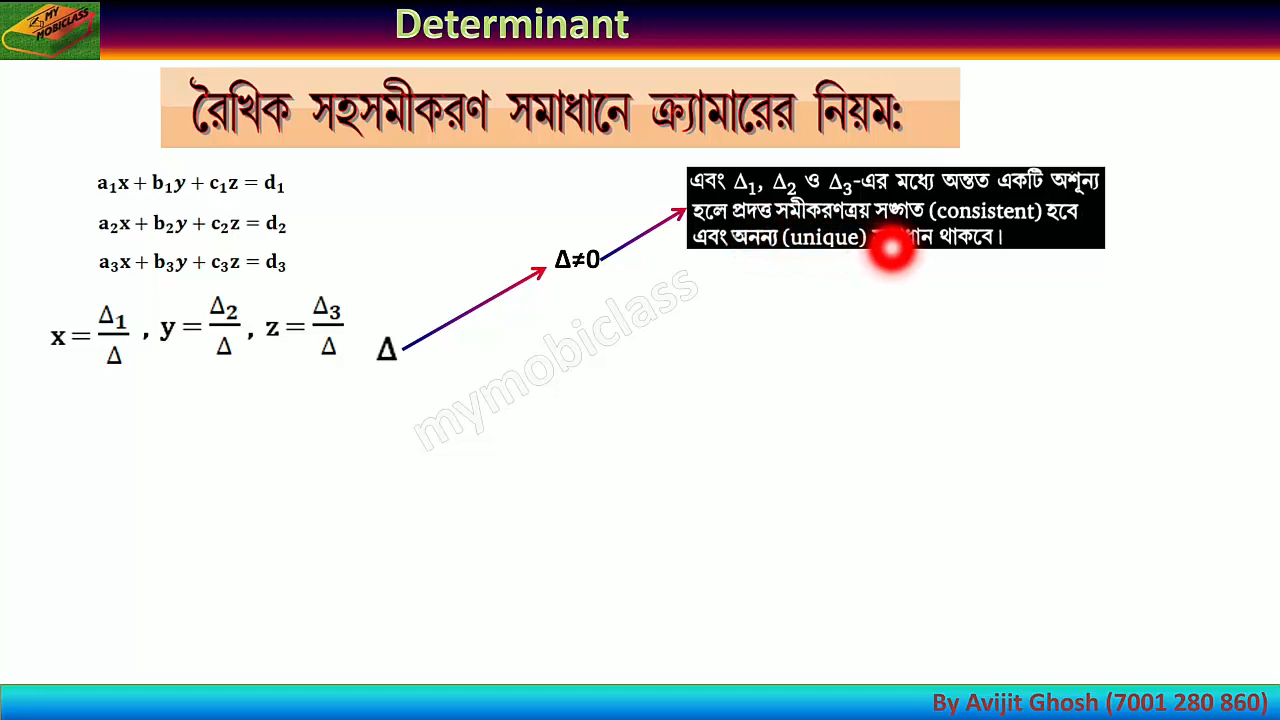 MY MOBICLASS
Determinant
রৈখিক সহসমীকরণ সমাধানে ক্র্যামারের নিয়ম:
a₁x + b₁y + c₁z = d₁
a₂x + b₂y + c₂z = d₂
a₃x + b₃y + c₃z = d₃
x = Δ₁/Δ , y = Δ₂/Δ , z = Δ₃/Δ
Δ
Δ≠0
এবং Δ₁, Δ₂ ও Δ₃-এর মধ্যে অন্তত একটি অশূন্য
হলে প্রদত্ত সমীকরণত্রয় সঙ্গত (consistent) হবে
এবং অনন্য (unique) থাকবে।
mymobiclass
By Avijit Ghosh (7001 280 860)